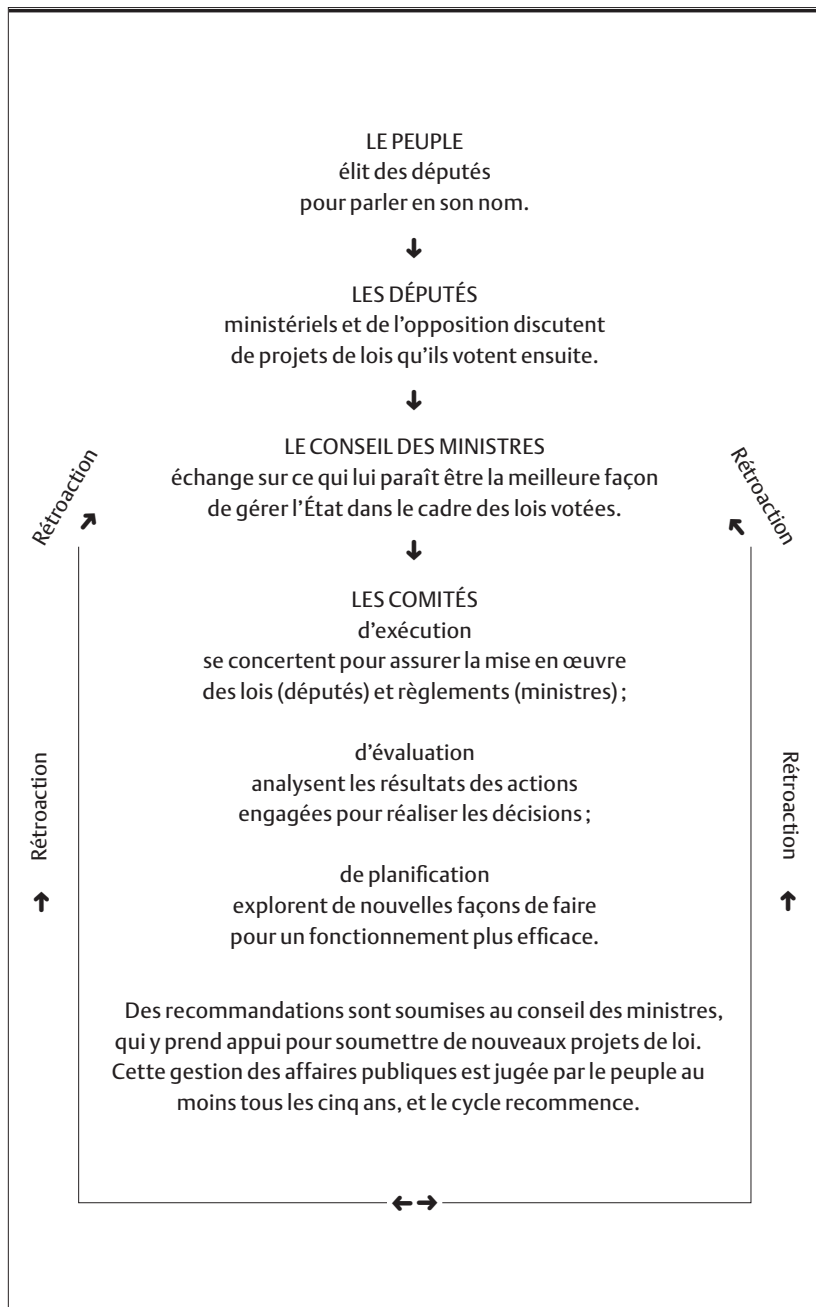 LE PEUPLE
élit des députés
pour parler en son nom.
↓
LES DÉPUTÉS
ministériels et de l'opposition discutent
de projets de lois qu'ils votent ensuite.
↓
LE CONSEIL DES MINISTRES
échange sur ce qui lui paraît être la meilleure façon
de gérer l'État dans le cadre des lois votées.
Rétroaction
➔
Rétroaction
➔
↓
LES COMITÉS
d'exécution
se concertent pour assurer la mise en œuvre
des lois (députés) et règlements (ministres) ;
d'évaluation
analysent les résultats des actions
engagées pour réaliser les décisions ;
Rétroaction
↑
Rétroaction
↑
de planification
explorent de nouvelles façons de faire
pour un fonctionnement plus efficace.
Des recommandations sont soumises au conseil des ministres,
qui y prend appui pour soumettre de nouveaux projets de loi.
Cette gestion des affaires publiques est jugée par le peuple au
moins tous les cinq ans, et le cycle recommence.
←→